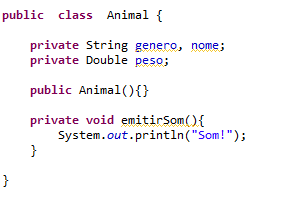 public  class  Animal {
private String genero, nome;
private Double peso;
public Animal(){}
private void emitirSom(){
System.out.println("Som!");
}
}